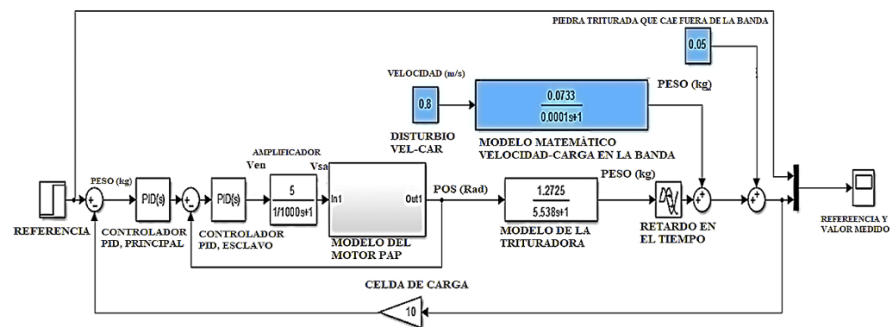 PIEDRA TRITURADA QUE CAE FUERA DE LA BANDA
0.05
VELOCIDAD (m/s)
PESO (kg)
0.8
0.0733
0.0001s+1
DISTURBIO
VEL-CAR
MODELO MATEMÀTICO
VELOCIDAD-CARGA EN LA BANDA
AMPLIFICADOR
Ven
Vsa
PESO (kg)
PID(s)
PID(s)
5
1/1000s+1
In1
Out1
POS (Rad)
PESO (kg)
1.2725
5.538s+1
REFERENCIA
CONTROLADOR
PID, PRINCIPAL
CONTROLADOR
PID, ESCLAVO
MODELO DEL
MOTOR PAP
MODELO DE LA
TRITURADORA
RETARDO EN
EL TIEMPO
REFEREENCIA Y
VALOR MEDIDO
CELDA DE CARGA
10